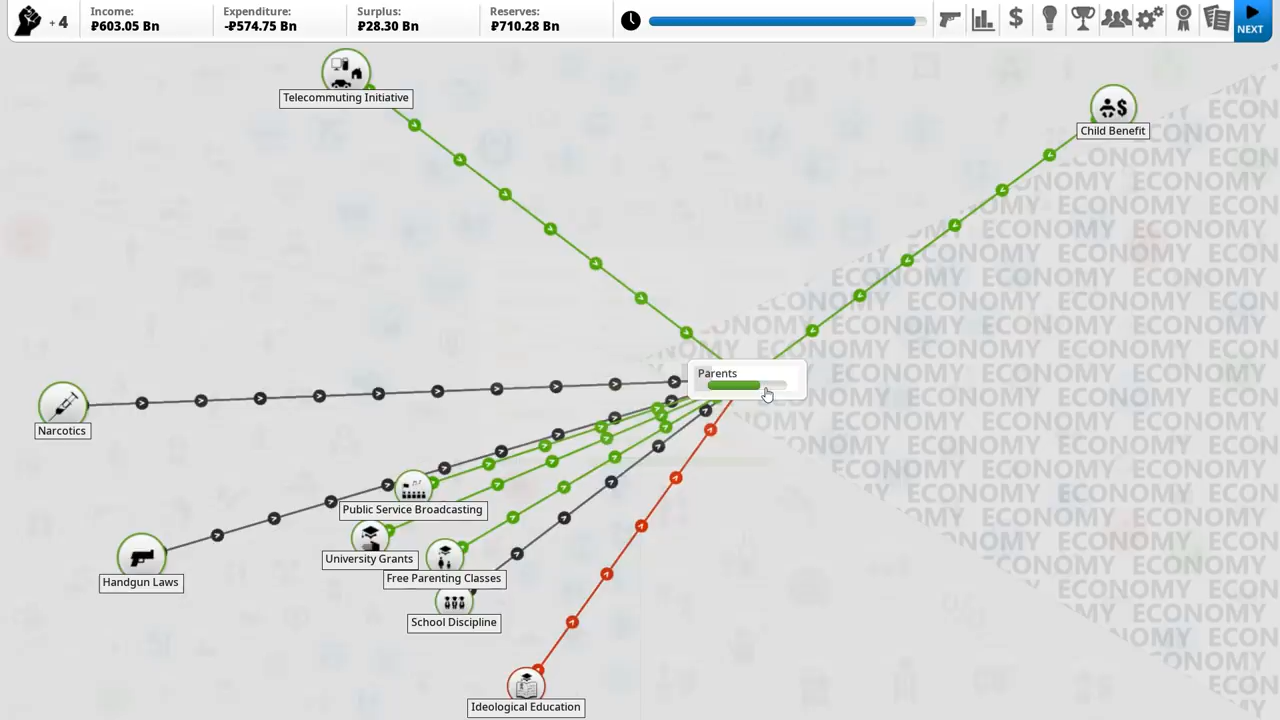 + 4
Income:
₽603.05 Bn
Expenditure:
-₽574.75 Bn
Surplus:
₽28.30 Bn
Reserves:
₽710.28 Bn
NEXT
Telecommuting Initiative
Child Benefit
Parents
Narcotics
Public Service Broadcasting
University Grants
Handgun Laws
Free Parenting Classes
School Discipline
Ideological Education
ECONOMY ECONOMY ECONOMY